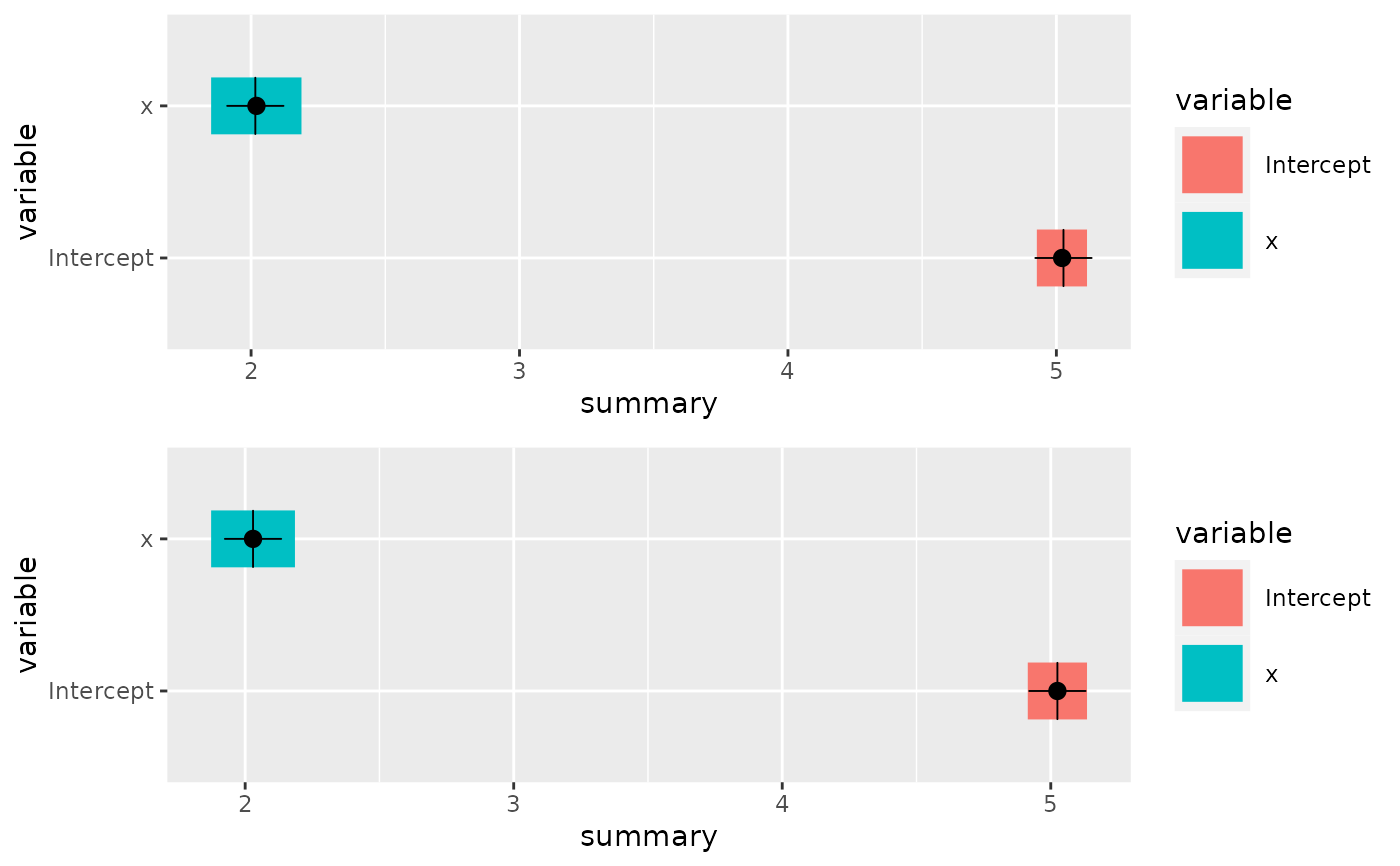 variable
x
Intercept
2 3 4 5
summary
variable
Intercept
x
variable
x
Intercept
2 3 4 5
summary
variable
Intercept
x